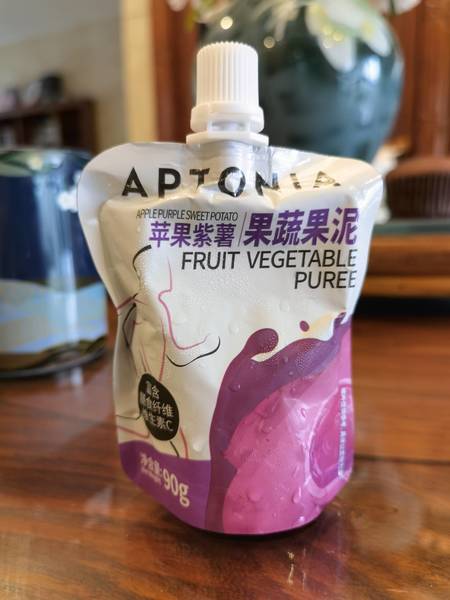 APTONIA
APPLE PURPLE SWEET POTATO
苹果紫薯 果蔬果泥
FRUIT VEGETABLE
PUREE
富含
膳食纤维
维生素C
净含量:90g